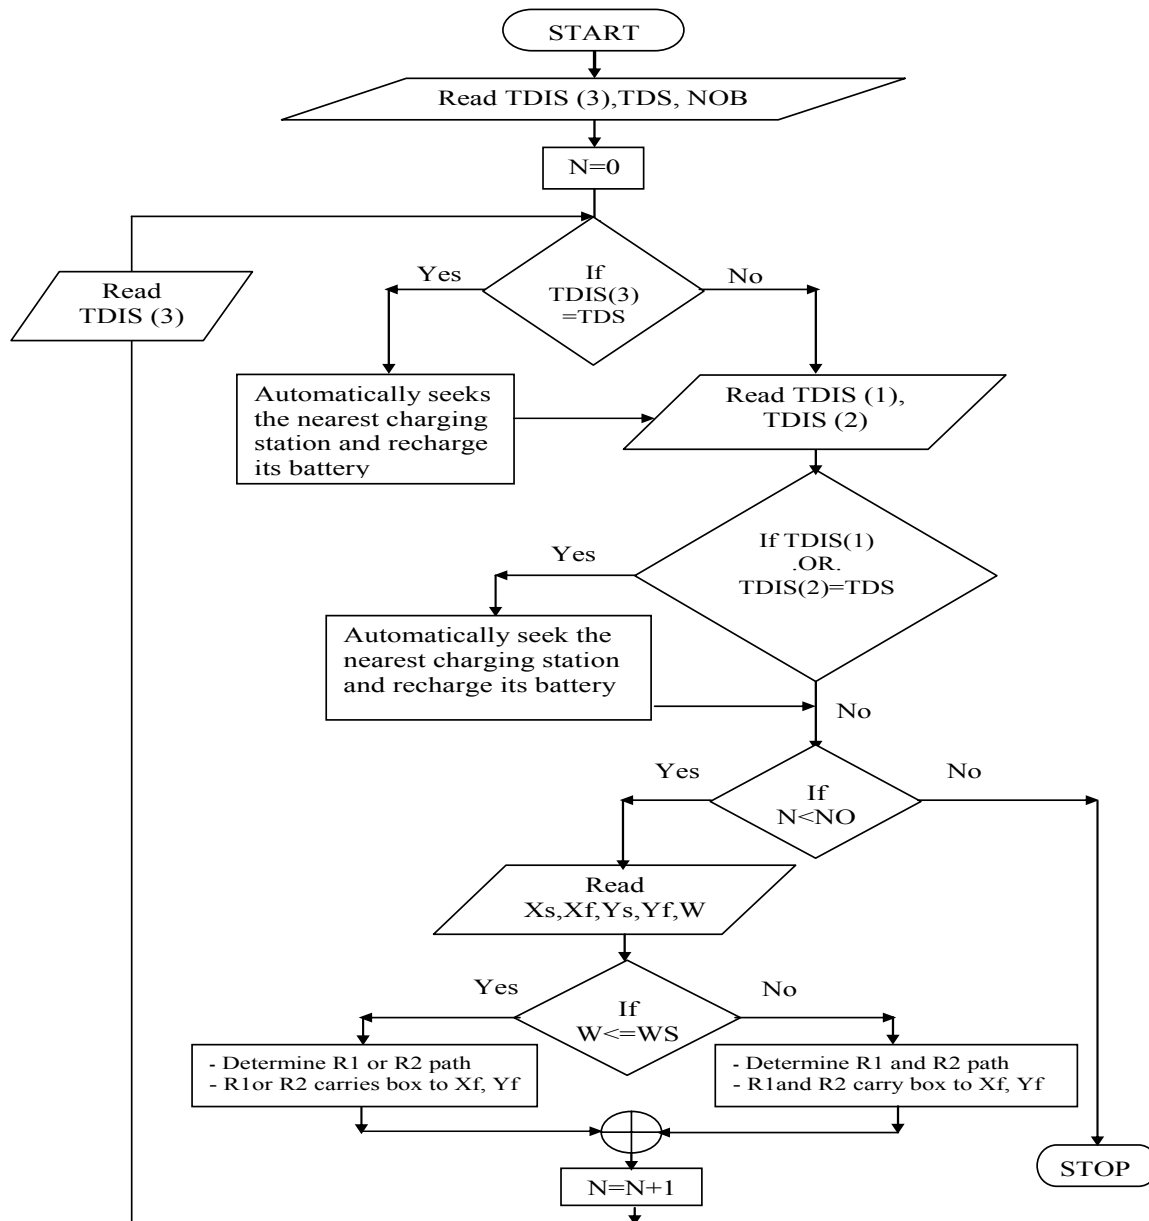 START
Read TDIS (3),TDS, NOB
N=0
Read
TDIS (3)
Yes
If
TDIS(3)
=TDS
No
Automatically seeks
the nearest charging
station and recharge
its battery
Read TDIS (1),
TDIS (2)
Yes
If TDIS(1)
.OR.
TDIS(2)=TDS
Automatically seek the
nearest charging station
and recharge its battery
No
Yes
If
N<NO
No
Read
Xs,Xf,Ys,Yf,W
Yes
If
W<=WS
No
- Determine R1 or R2 path
- R1or R2 carries box to Xf, Yf
- Determine R1 and R2 path
- R1and R2 carry box to Xf, Yf
N=N+1
STOP